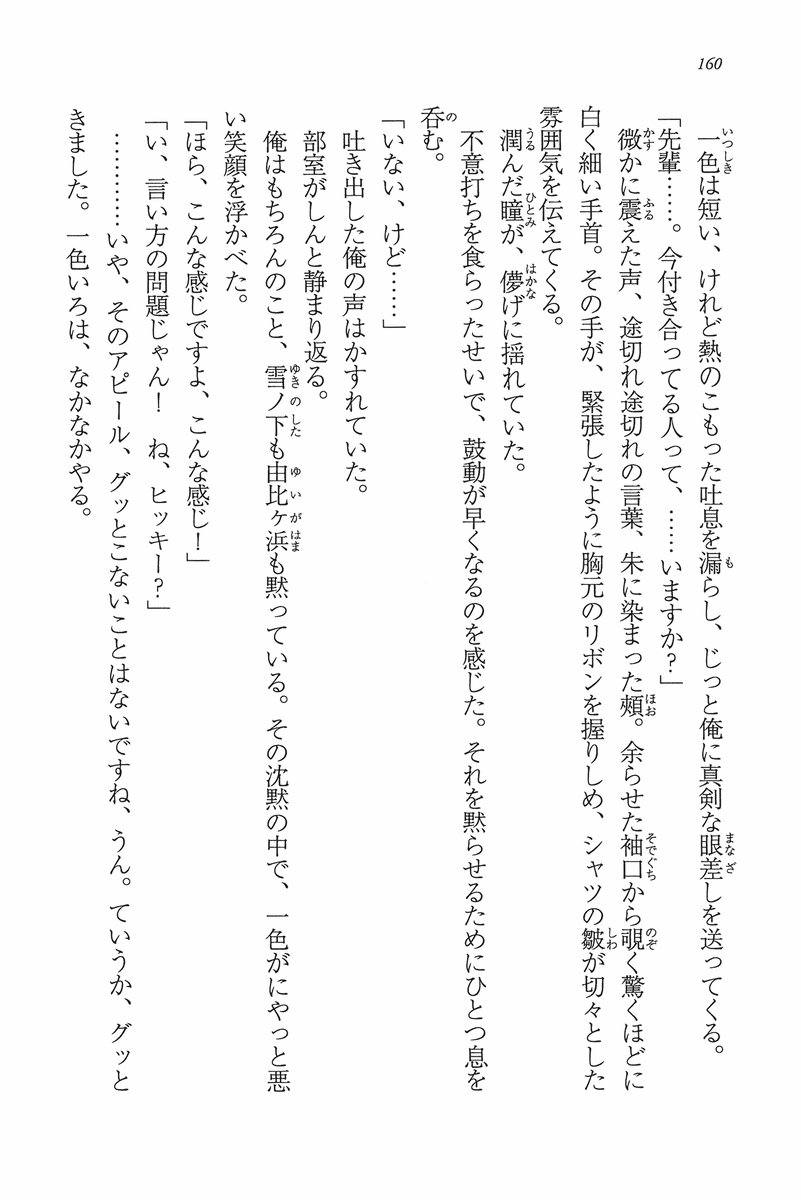 160
一色は短い、けれど熱のこもった吐息を漏らし、じっと俺に真剣な眼差しを送ってくる。
「先輩……。今付き合ってる人って、……いますか？」
微かに震えた声、途切れ途切れの言葉、朱に染まった頰。余らせた袖口から覗く驚くほどに
白く細い手首。その手が、緊張したように胸元のリボンを握りしめ、シャツの皺が切々とした
雰囲気を伝えてくる。
潤んだ瞳が、儚げに揺れていた。
不意打ちを食らったせいで、鼓動が早くなるのを感じた。それを黙らせるためにひとつ息を
呑む。
「いない、けど……」
吐き出した俺の声はかすれていた。
部室がしんと静まり返る。
俺はもちろんのこと、雪ノ下も由比ヶ浜も黙っている。その沈黙の中で、一色がにやっと悪
い笑顔を浮かべた。
「ほら、こんな感じですよ、こんな感じ！」
「い、言い方の問題じゃん！　ね、ヒッキー？」
…………いや、そのアピール、グッとこないことはないですね、うん。ていうか、グッと
きました。一色いろは、なかなかやる。